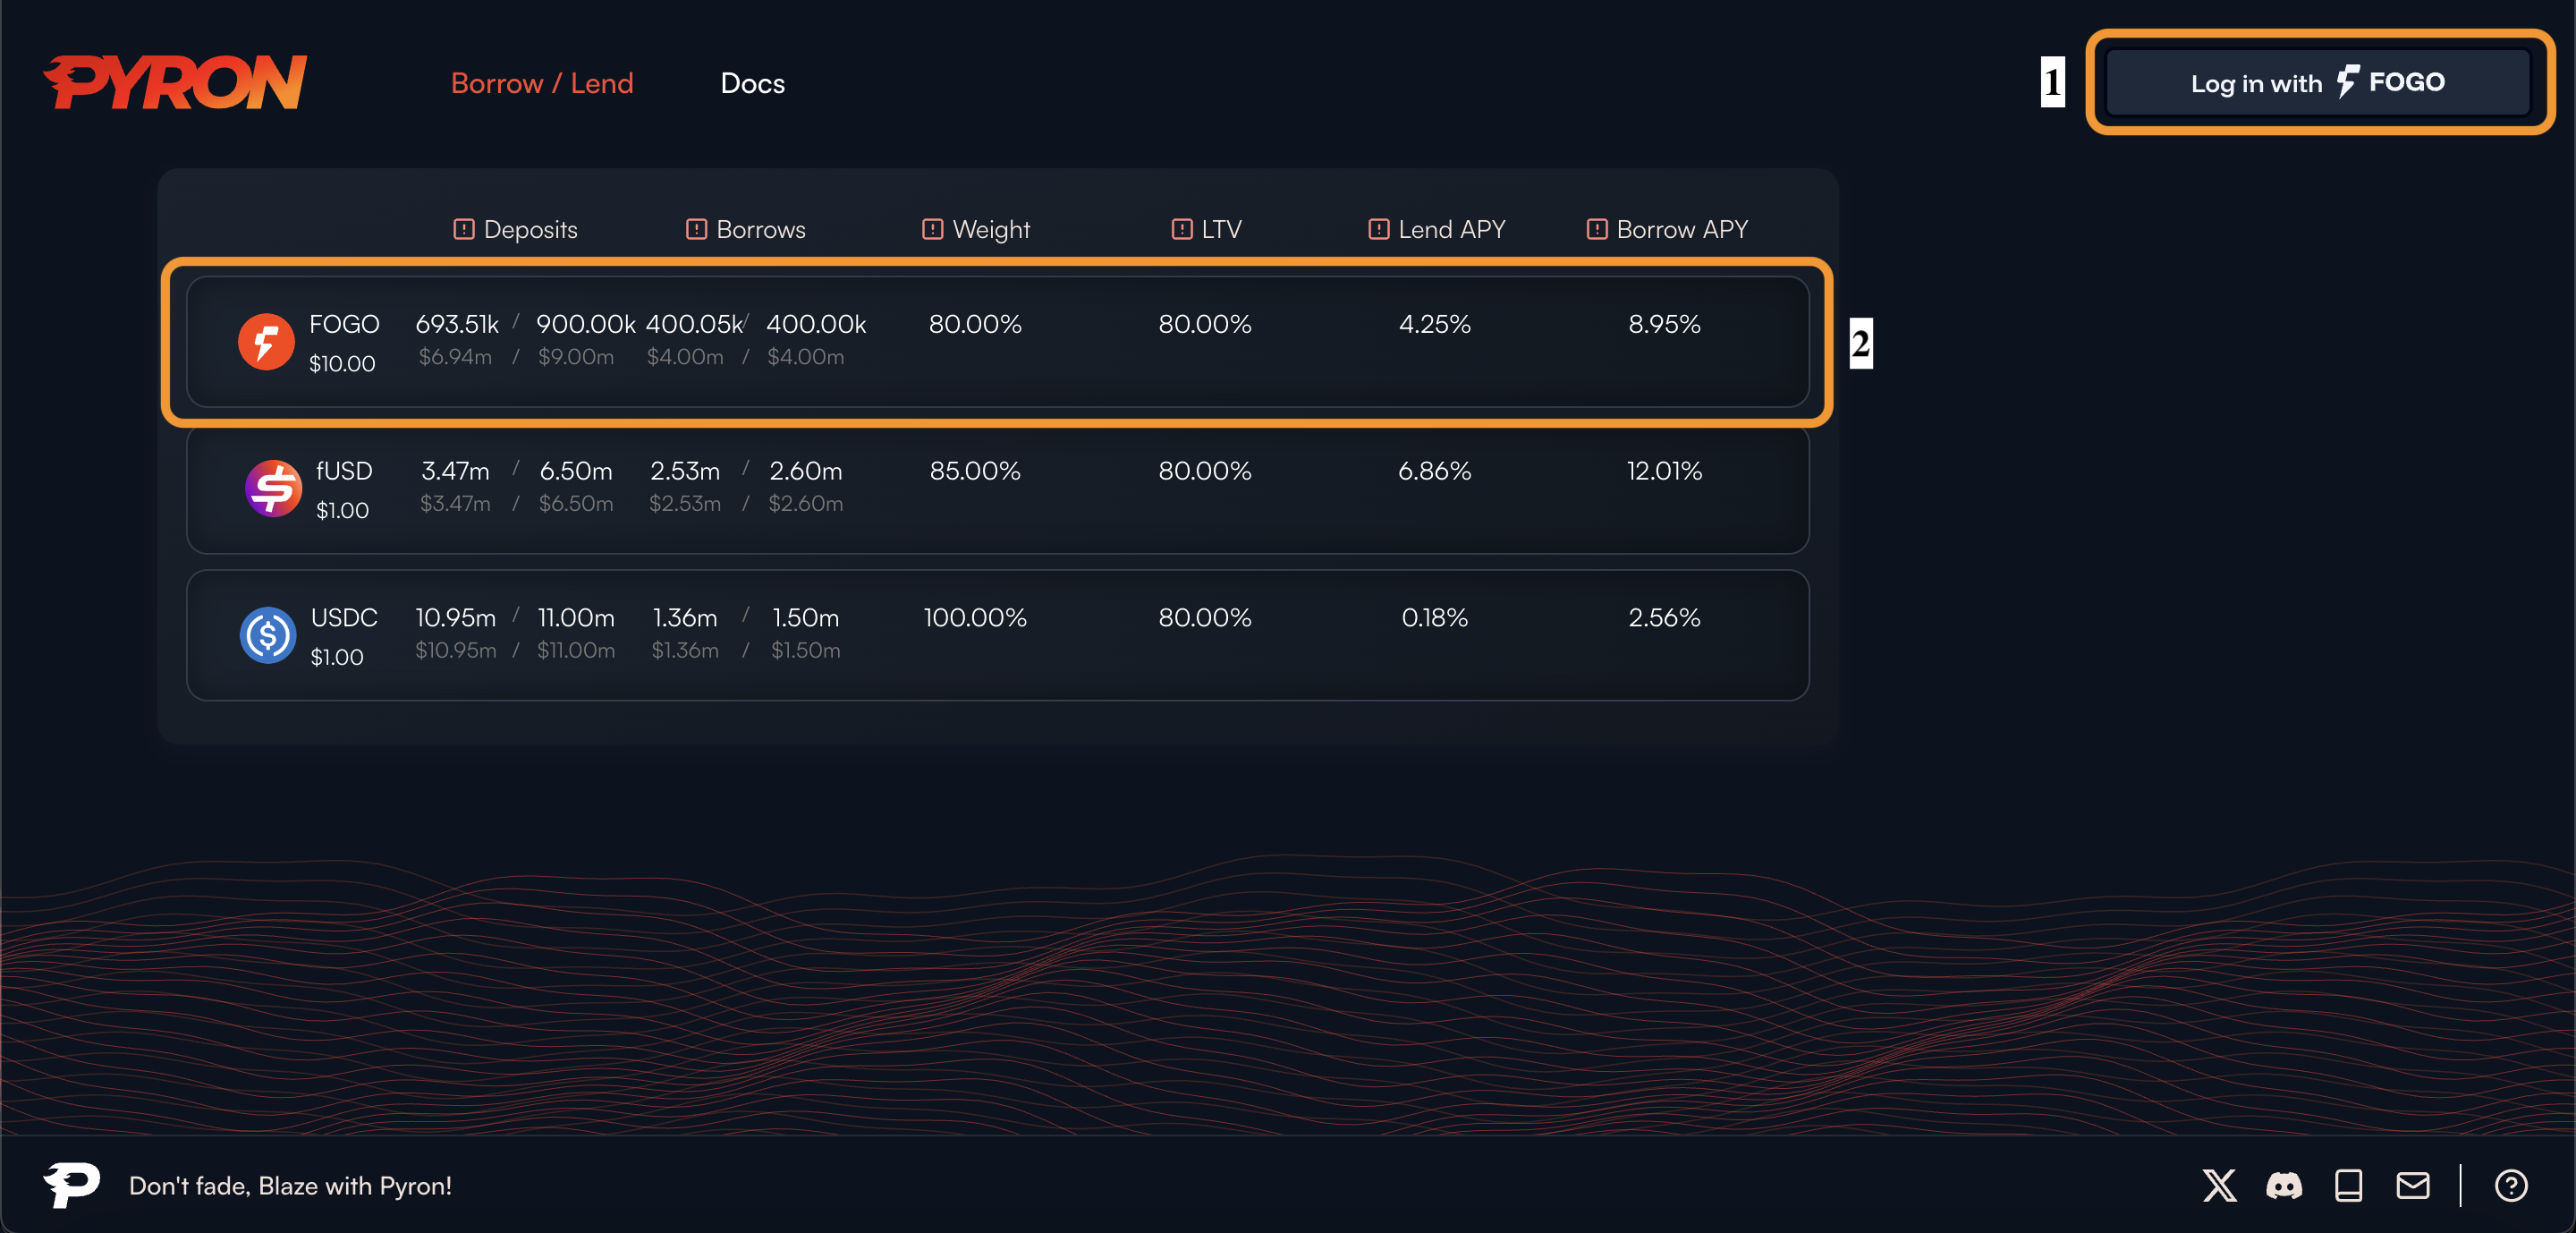 PYRON
Borrow / Lend
Docs
1
Log in with FOGO
Deposits Borrows Weight LTV Lend APY Borrow APY
FOGO 693.51k / 900.00k 400.05k / 400.00k 80.00% 80.00% 4.25% 8.95%
$10.00 $6.94m / $9.00m $4.00m / $4.00m
2
fUSD 3.47m / 6.50m 2.53m / 2.60m 85.00% 80.00% 6.86% 12.01%
$1.00 $3.47m / $6.50m $2.53m / $2.60m
USDC 10.95m / 11.00m 1.36m / 1.50m 100.00% 80.00% 0.18% 2.56%
$1.00 $10.95m / $11.00m $1.36m / $1.50m
Don't fade, Blaze with Pyron!